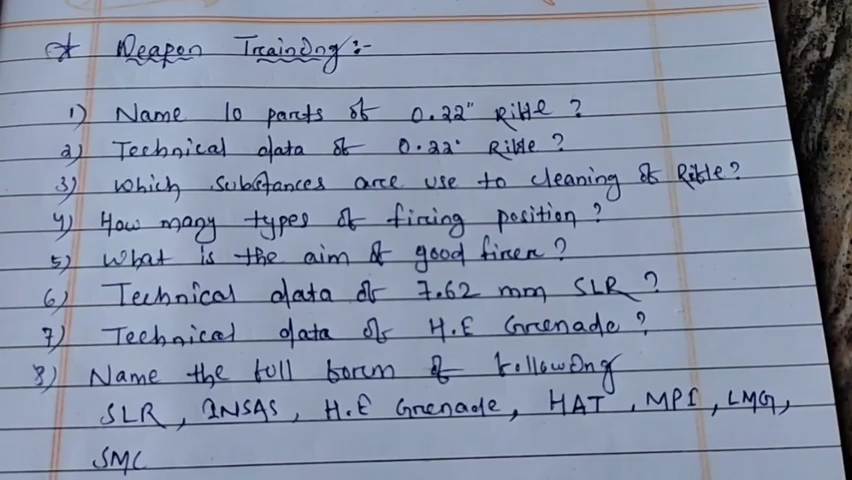 * Weapon Training:-
1) Name 10 parts of 0.22" Rifle ?
2) Technical data of 0.22" Rifle ?
3) which substances are use to cleaning of Rifle ?
4) How many types of firing position ?
5) What is the aim of good firer ?
6) Technical data of 7.62 mm SLR ?
7) Technical data of H.E Grenade ?
8) Name the full form of following
SLR, INSAS, H.E Grenade, HAT, MPI, LMG,
SMC